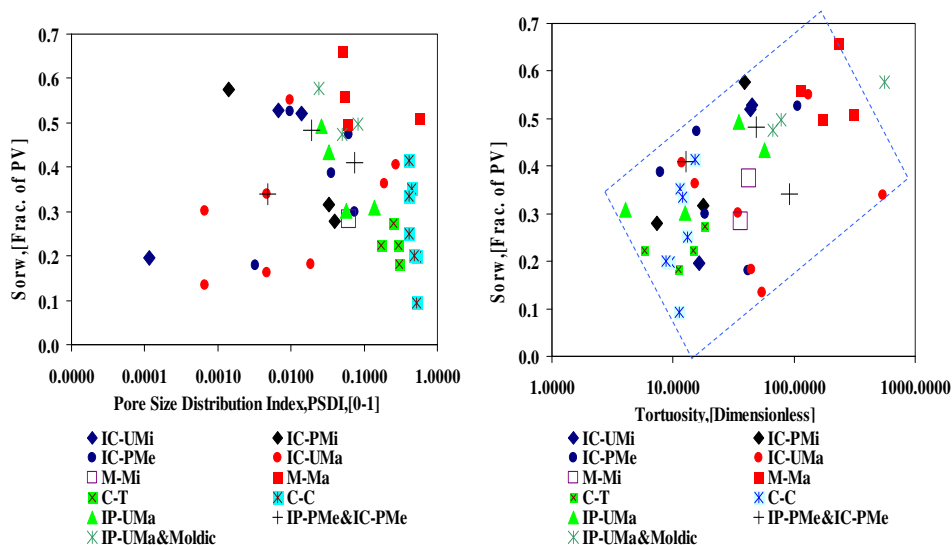 0.7
0.6
0.5
0.4
0.3
0.2
0.1
0.0
Sorw,[Frac. of PV]
0.0000 0.0001 0.0010 0.0100 0.1000 1.0000
Pore Size Distribution Index,PSDI,[0-1]
IC-UMi IC-PMi
IC-PMe IC-UMa
M-Mi M-Ma
C-T C-C
IP-UMa IP-PMe&IC-PMe
IP-UMa&Moldic
0.7
0.6
0.5
0.4
0.3
0.2
0.1
0.0
Sorw,[Frac. of PV]
1.0000 10.0000 100.0000 1000.0000
Tortuosity,[Dimensionless]
IC-UMi IC-PMi
IC-PMe IC-UMa
M-Mi M-Ma
C-T C-C
IP-UMa IP-PMe&IC-PMe
IP-UMa&Moldic